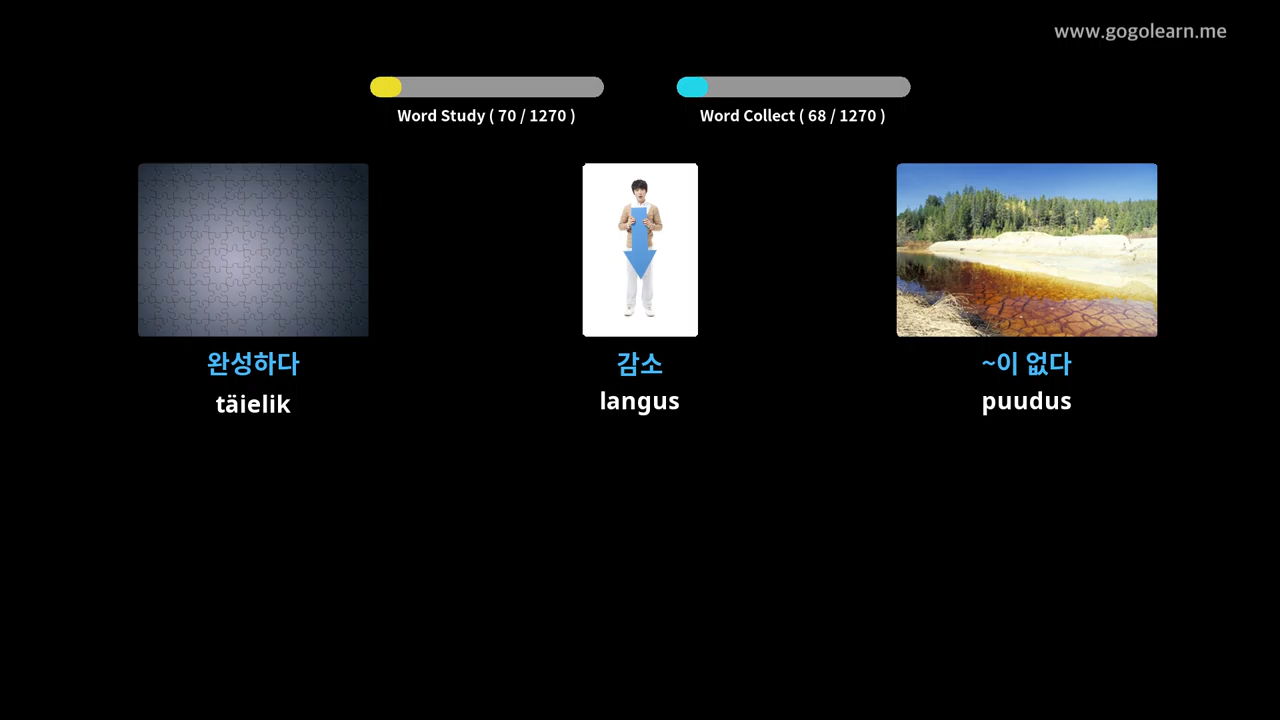 www.gogolearn.me
Word Study ( 70 / 1270 )
Word Collect ( 68 / 1270 )
완성하다
täielik
감소
langus
~이 없다
puudus